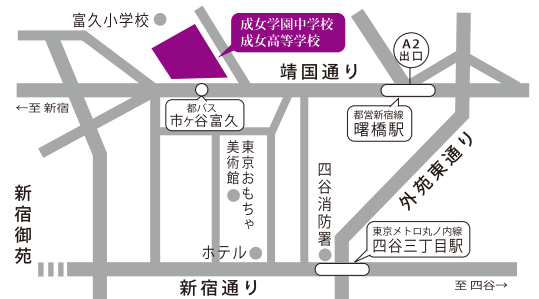 富久小学校
成女学園中学校
成女高等学校
靖国通り
A2
出口
←至 新宿
都バス
市ヶ谷富久
都営新宿線
曙橋駅
東京おもちゃ
美術館
四谷消防署
外苑東通り
新宿御苑
ホテル
東京メトロ丸ノ内線
四谷三丁目駅
新宿通り
至 四谷→